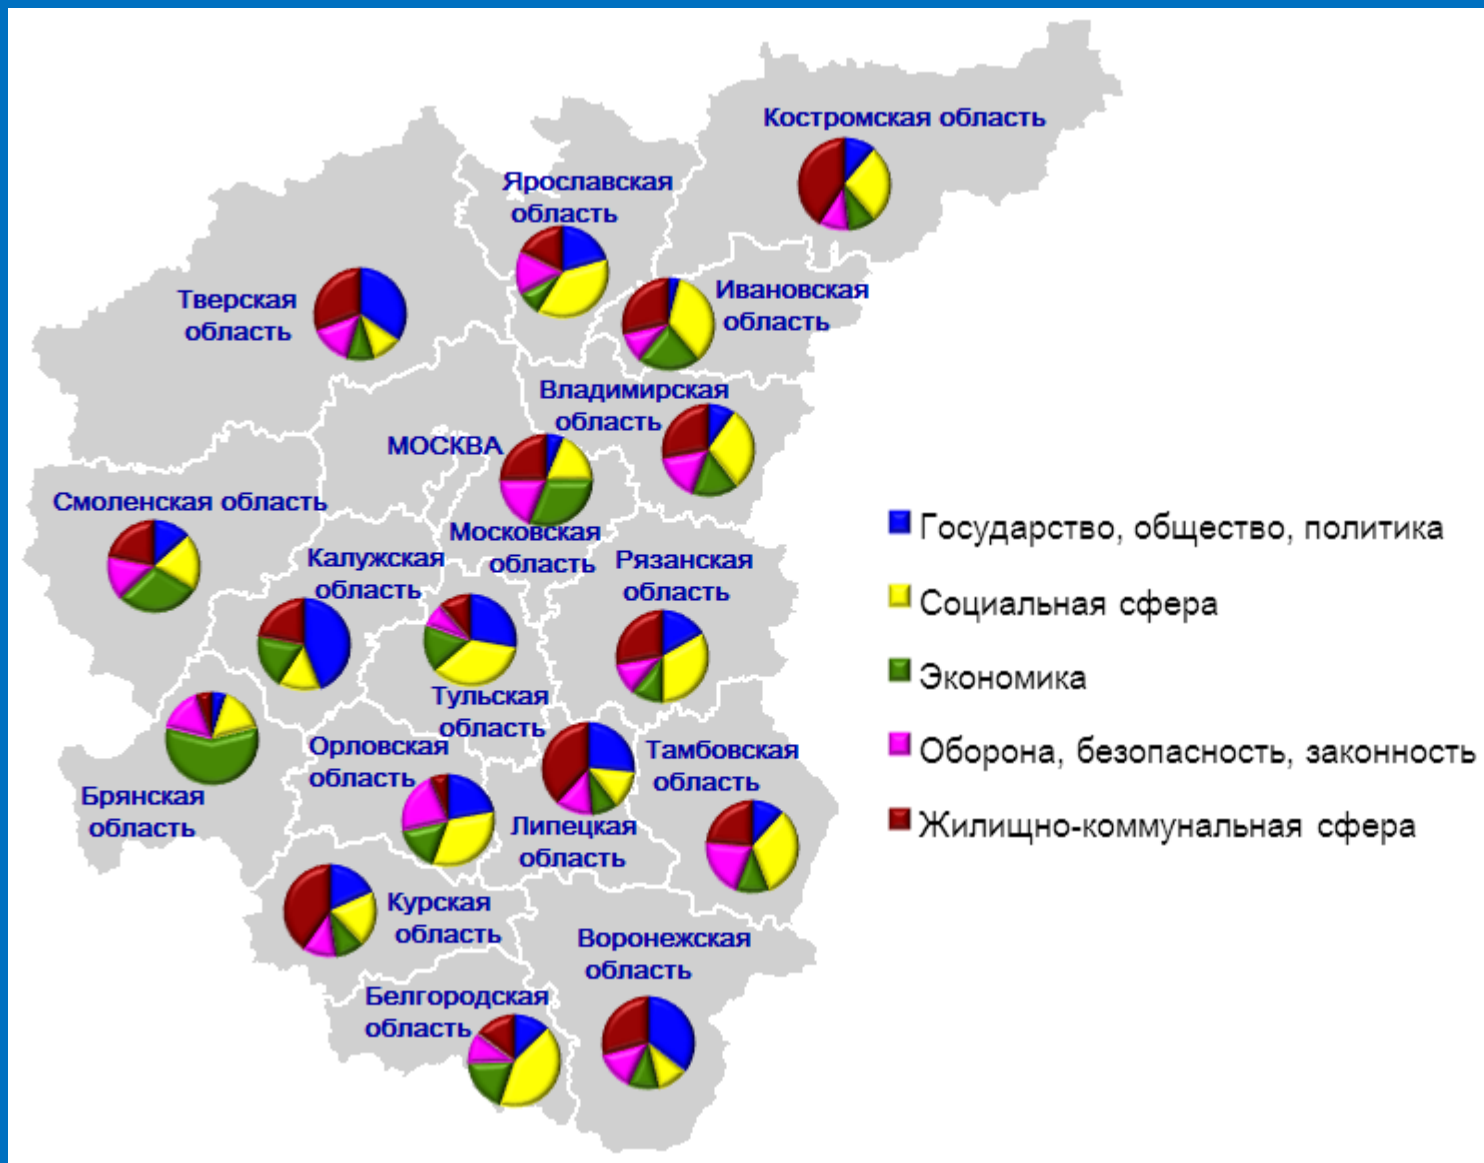 Костромская область
Ярославская
область
Тверская
область
Ивановская
область
Владимирская
область
МОСКВА
Смоленская область
Московская
область
Калужская
область
Рязанская
область
Тульская
область
Орловская
область
Тамбовская
область
Брянская
область
Липецкая
область
Курская
область
Воронежская
область
Белгородская
область
Государство, общество, политика
Социальная сфера
Экономика
Оборона, безопасность, законность
Жилищно-коммунальная сфера